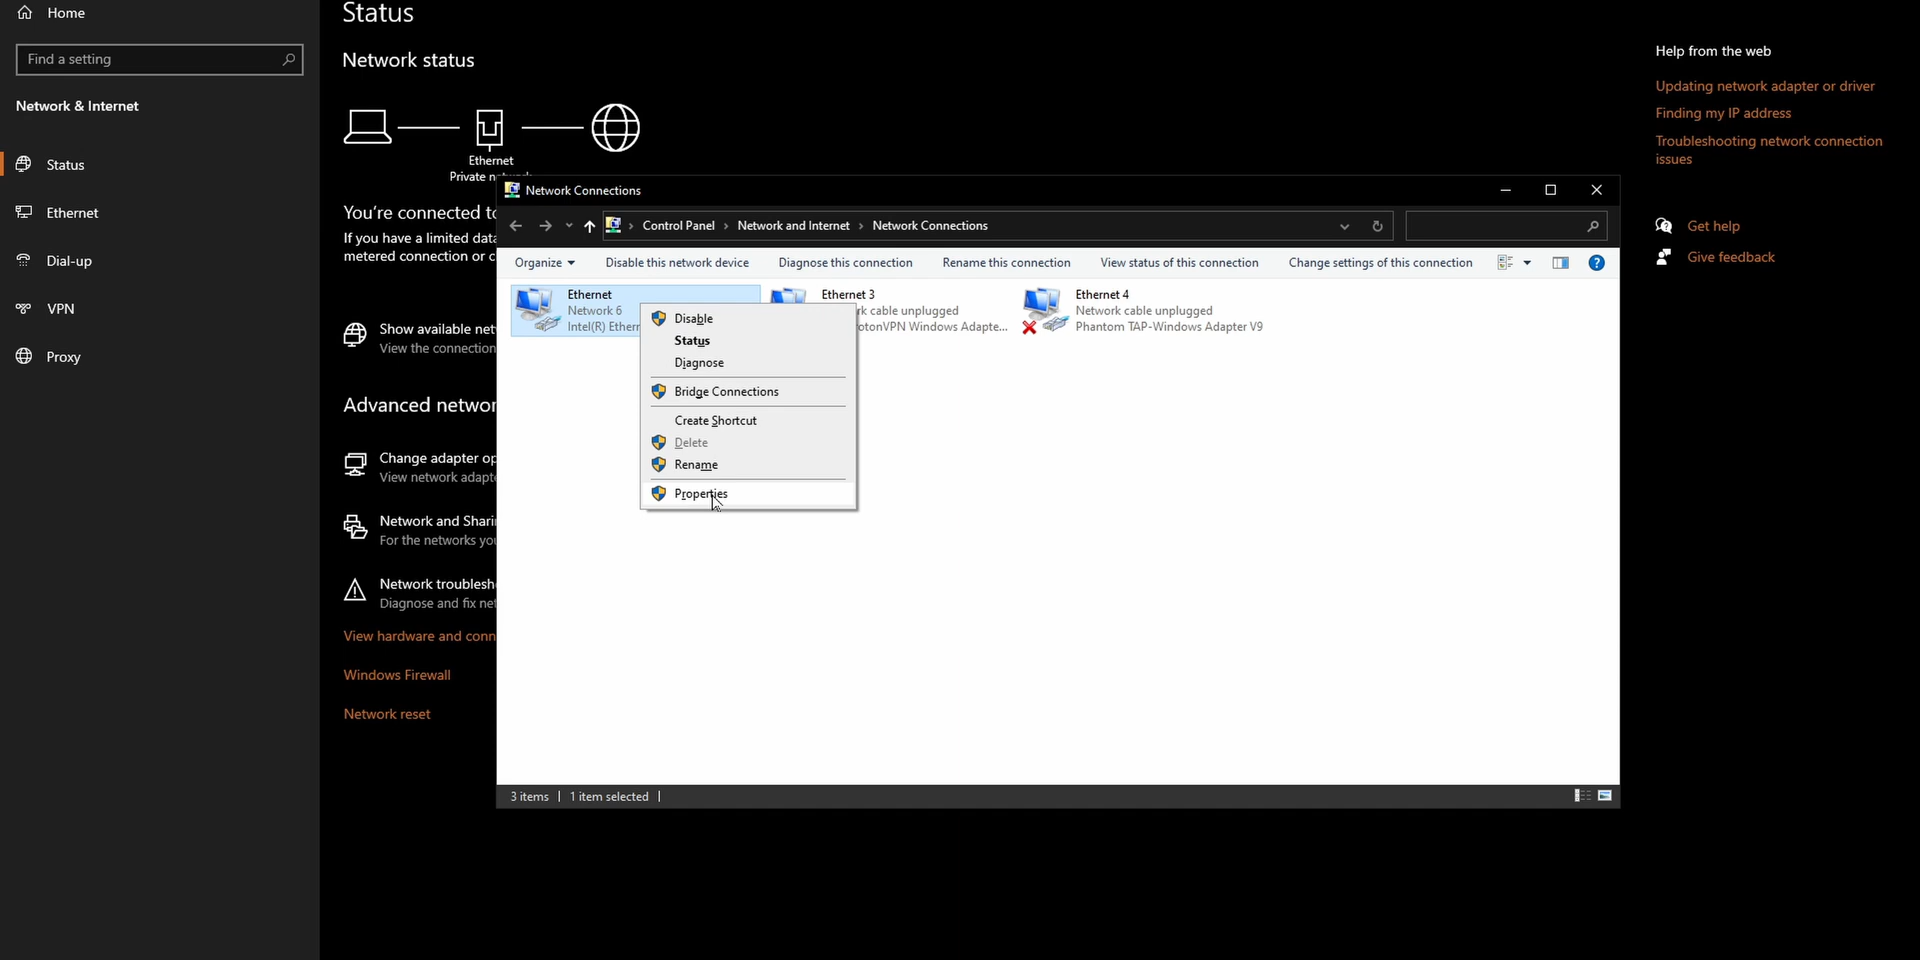 Home
Find a setting
Network & Internet
Status
Ethernet
Dial-up
VPN
Proxy
Status
Network status
Ethernet
Private
You're connected to
If you have a limited data
metered connection or c
Show available net
View the connection
Advanced networ
Change adapter op
View network adapte
Network and Shari
For the networks you
Network troublesh
Diagnose and fix net
View hardware and conn
Windows Firewall
Network reset
Network Connections
Control Panel > Network and Internet > Network Connections
Organize Disable this network device Diagnose this connection Rename this connection View status of this connection Change settings of this connection
Ethernet
Network 6
Intel(R) Ethern
Ethernet 3
rk cable unplugged
otonVPN Windows Adapte...
Ethernet 4
Network cable unplugged
Phantom TAP-Windows Adapter V9
Disable
Status
Diagnose
Bridge Connections
Create Shortcut
Delete
Rename
Properties
3 items | 1 item selected |
Help from the web
Updating network adapter or driver
Finding my IP address
Troubleshooting network connection
issues
Get help
Give feedback